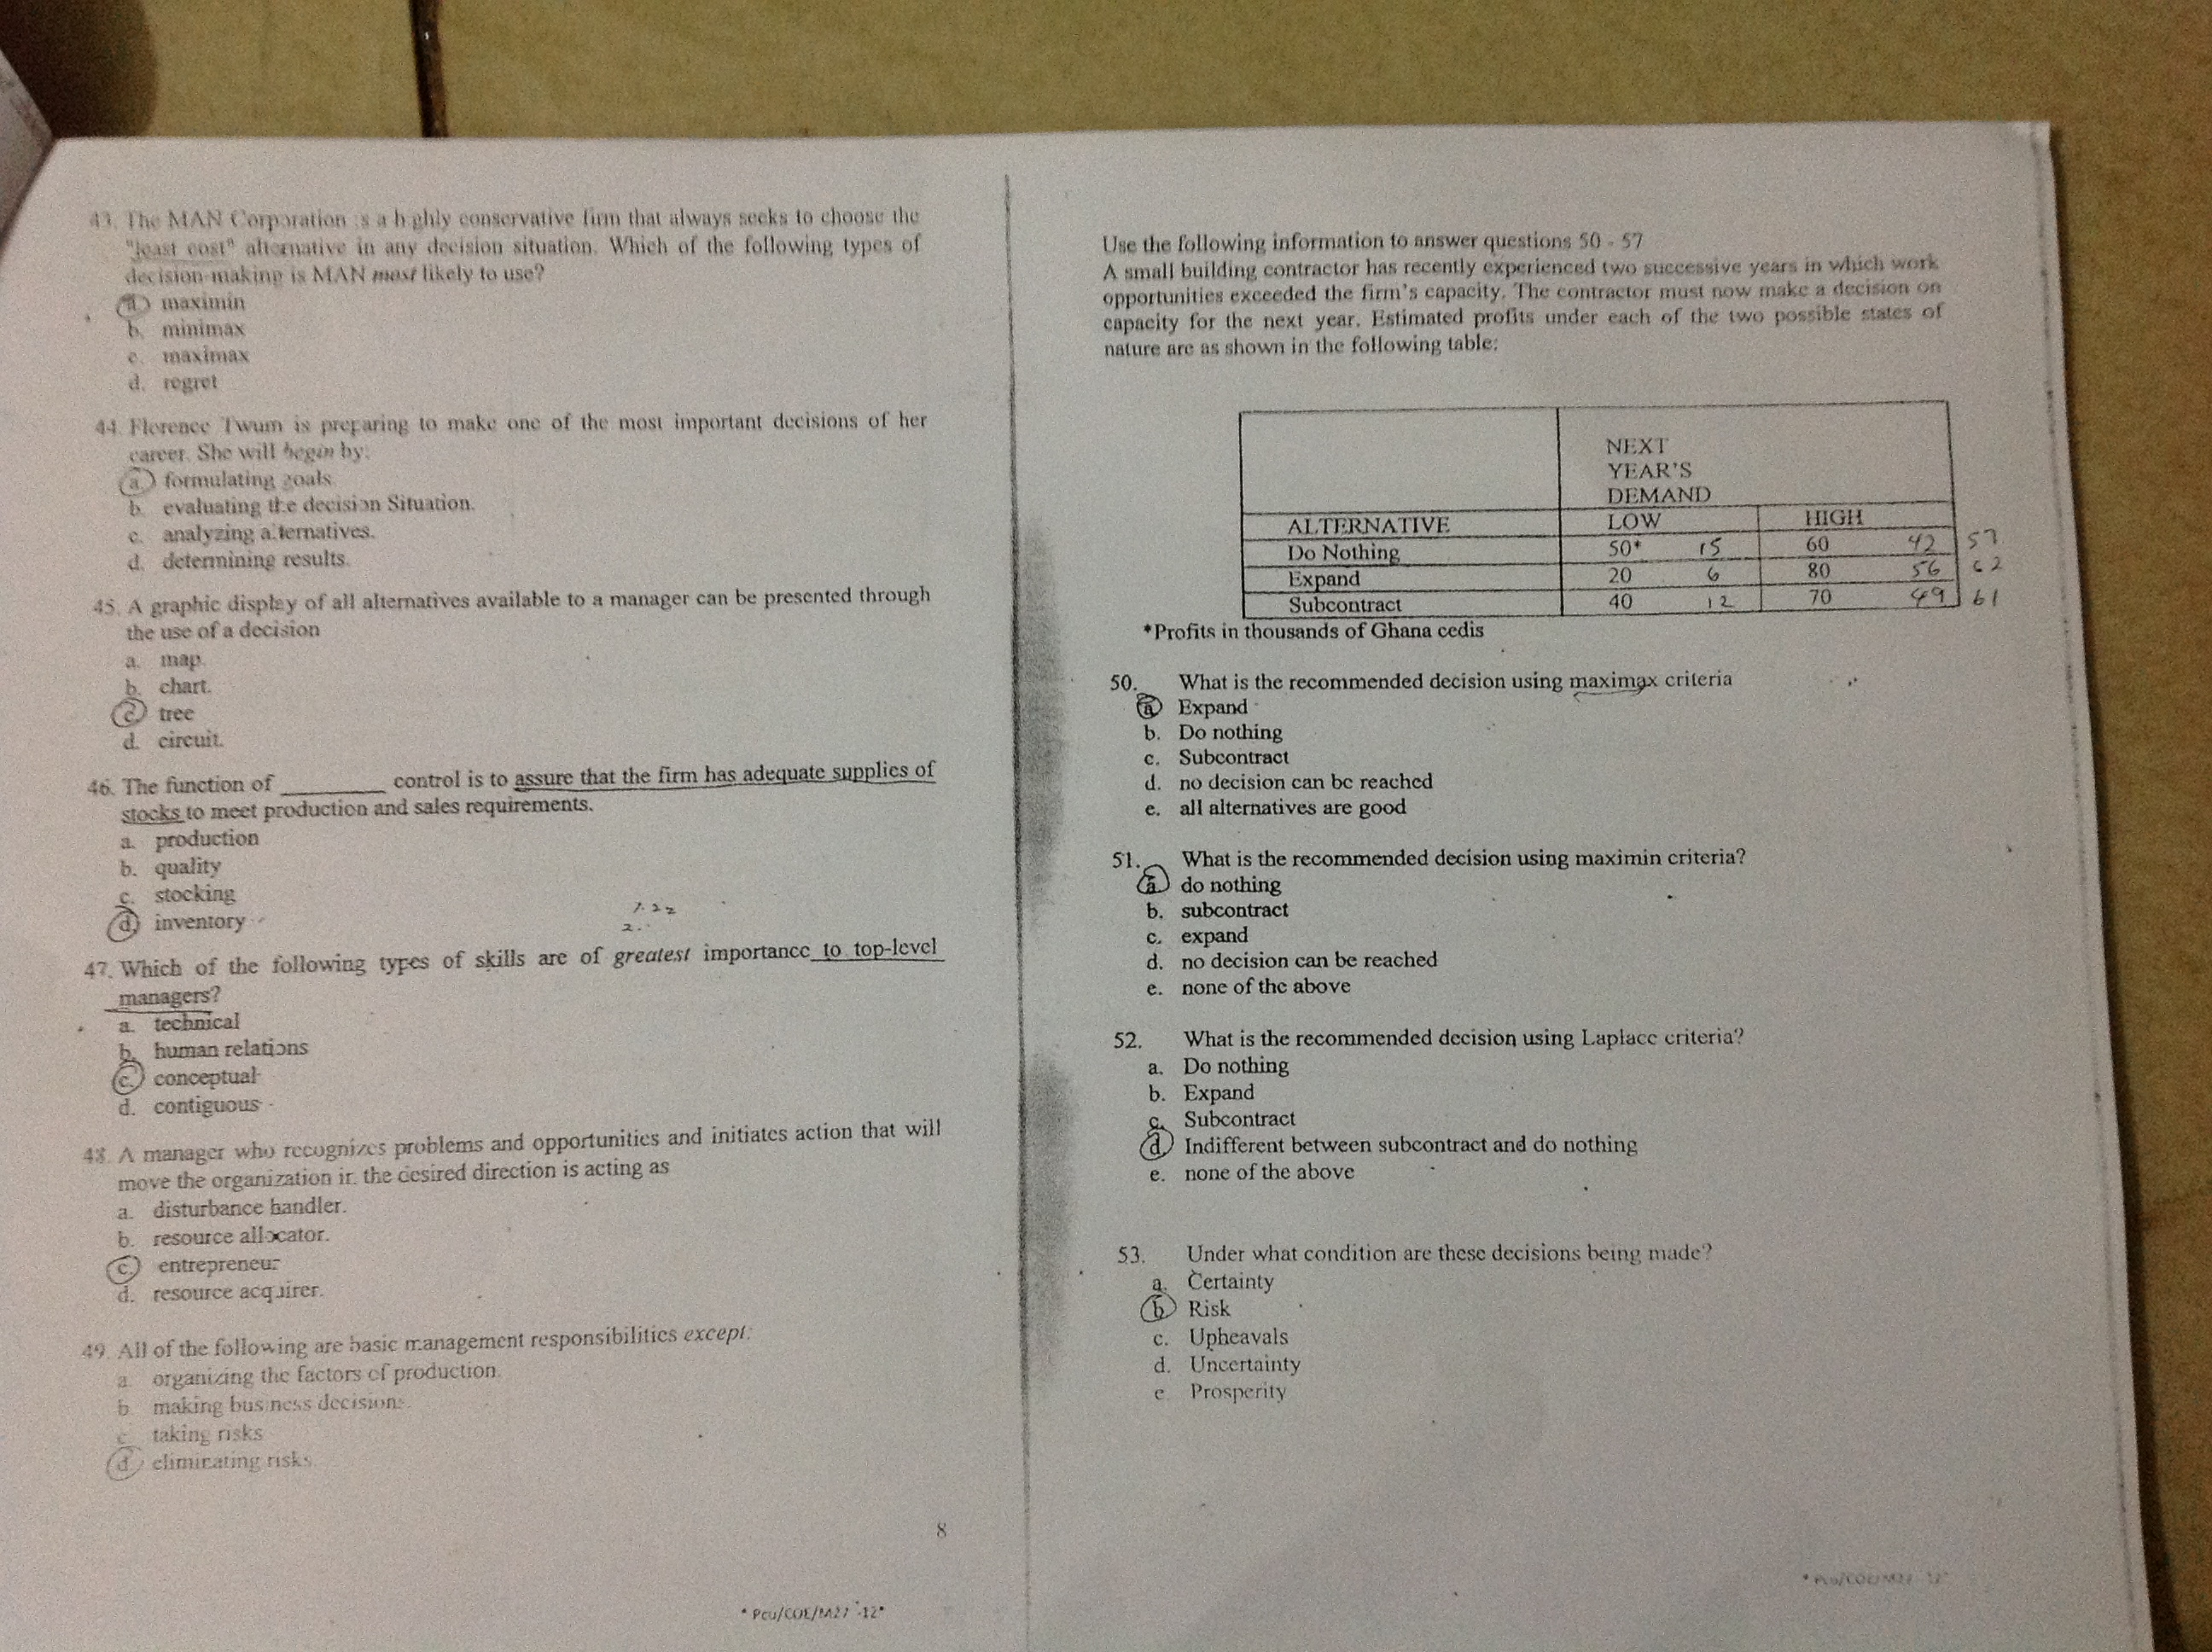 43. The MAN Corporation is a highly conservative firm that always seeks to choose the
"least cost" alternative in any decision situation. Which of the following types of
decision-making is MAN most likely to use?
a. maximin
b. minimax
c. maximax
d. regret
44. Florence Twum is preparing to make one of the most important decisions of her
career. She will begin by:
a. formulating goals
b. evaluating the decision Situation.
c. analyzing alternatives.
d. determining results.
45. A graphic display of all alternatives available to a manager can be presented through
the use of a decision
a. map.
b. chart.
c. tree
d. circuit.
46. The function of ________ control is to assure that the firm has adequate supplies of
stocks to meet production and sales requirements.
a. production
b. quality
c. stocking
d. inventory
47. Which of the following types of skills are of greatest importance to top-level
managers?
a. technical
b. human relations
c. conceptual
d. contiguous
48. A manager who recognizes problems and opportunities and initiates action that will
move the organization in the desired direction is acting as
a. disturbance handler.
b. resource allocator.
c. entrepreneur
d. resource acquirer.
49. All of the following are basic management responsibilities except:
a. organizing the factors of production.
b. making business decisions.
c. taking risks
d. eliminating risks
8
* Pcu/COE/M27 -12*
Use the following information to answer questions 50 - 57
A small building contractor has recently experienced two successive years in which work
opportunities exceeded the firm's capacity. The contractor must now make a decision on
capacity for the next year. Estimated profits under each of the two possible states of
nature are as shown in the following table:
NEXT
YEAR'S
DEMAND
ALTERNATIVE LOW HIGH
Do Nothing 50* 15 60 42 57
Expand 20 6 80 56 62
Subcontract 40 12 70 49 61
*Profits in thousands of Ghana cedis
50. What is the recommended decision using maximax criteria
a. Expand
b. Do nothing
c. Subcontract
d. no decision can be reached
e. all alternatives are good
51. What is the recommended decision using maximin criteria?
a. do nothing
b. subcontract
c. expand
d. no decision can be reached
e. none of the above
52. What is the recommended decision using Laplace criteria?
a. Do nothing
b. Expand
c. Subcontract
d. Indifferent between subcontract and do nothing
e. none of the above
53. Under what condition are these decisions being made?
a. Certainty
b. Risk
c. Upheavals
d. Uncertainty
e. Prosperity